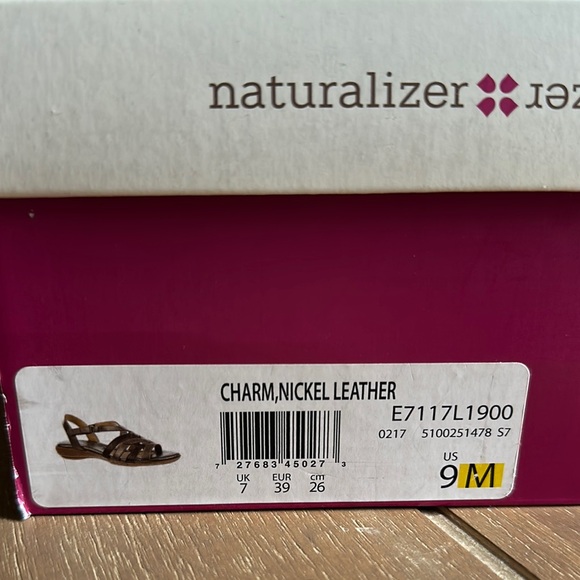 naturalizer
CHARM,NICKEL LEATHER
E7117L1900
0217 5100251478 S7
7 27683 45027 3
UK EUR cm
7 39 26
US
9 M